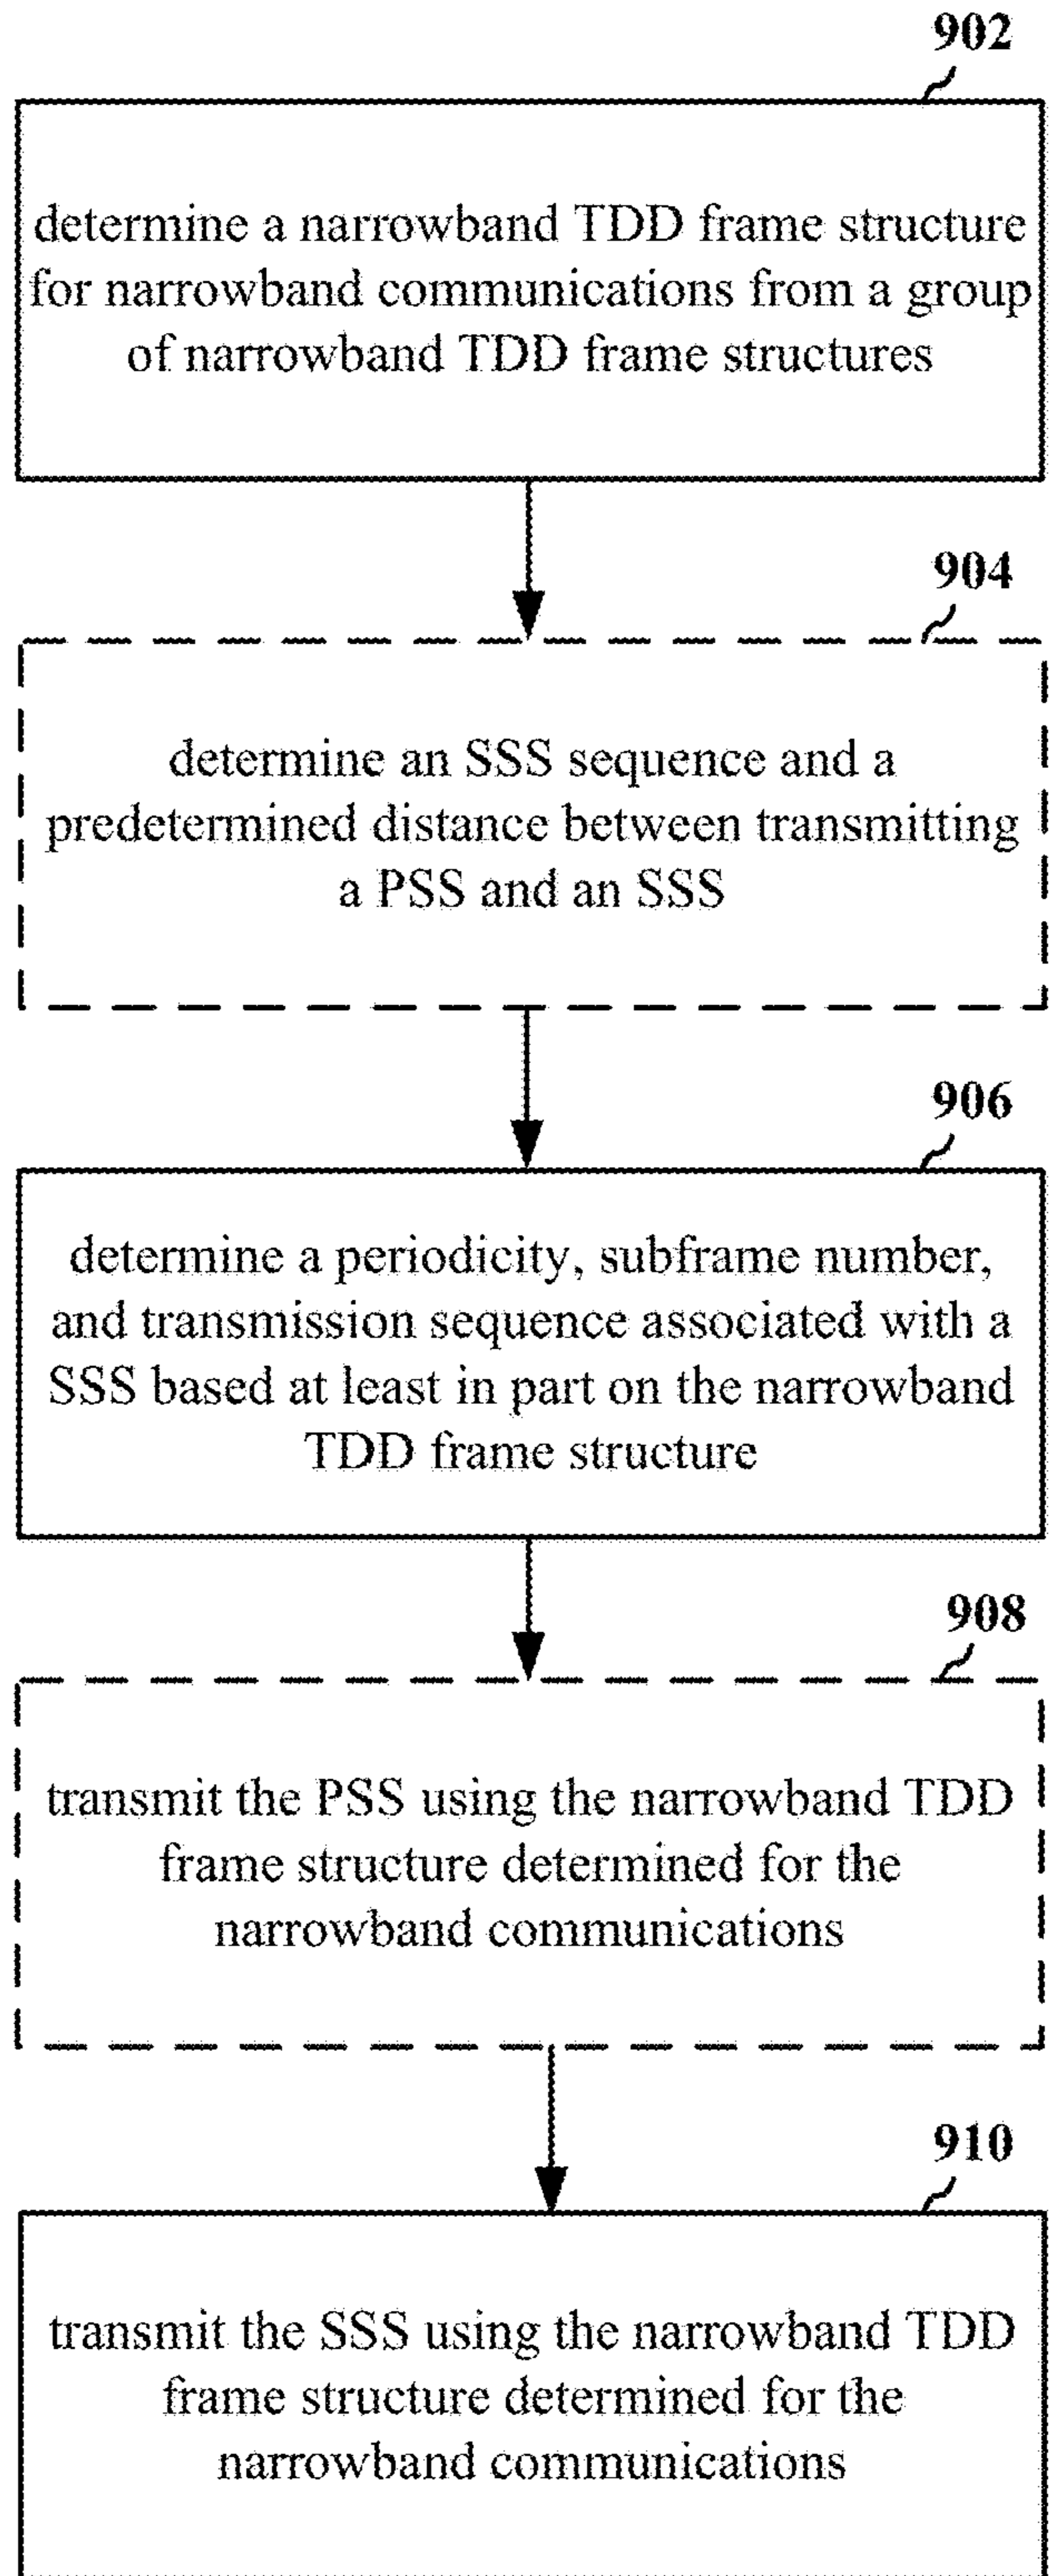 902
determine a narrowband TDD frame structure
for narrowband communications from a group
of narrowband TDD frame structures
904
determine an SSS sequence and a
predetermined distance between transmitting
a PSS and an SSS
906
determine a periodicity, subframe number,
and transmission sequence associated with a
SSS based at least in part on the narrowband
TDD frame structure
908
transmit the PSS using the narrowband TDD
frame structure determined for the
narrowband communications
910
transmit the SSS using the narrowband TDD
frame structure determined for the
narrowband communications